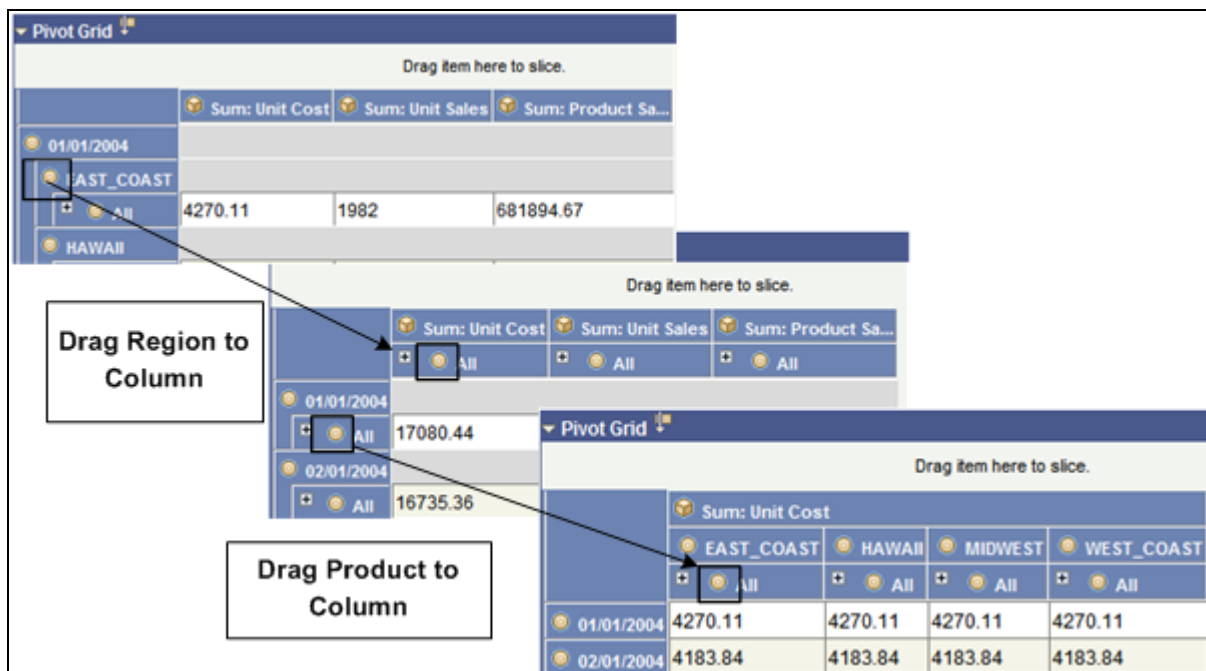 Pivot Grid
Drag item here to slice.
Sum: Unit Cost Sum: Unit Sales Sum: Product Sa...
01/01/2004
EAST_COAST
All 4270.11 1982 681894.67
HAWAII
Drag item here to slice.
Sum: Unit Cost Sum: Unit Sales Sum: Product Sa...
All All All
01/01/2004
All 17080.44
02/01/2004
All 16735.36
Drag Region to
Column
Pivot Grid
Drag item here to slice.
Sum: Unit Cost
EAST_COAST HAWAII MIDWEST WEST_COAST
All All All All
01/01/2004 4270.11 4270.11 4270.11 4270.11
02/01/2004 4183.84 4183.84 4183.84 4183.84
Drag Product to
Column